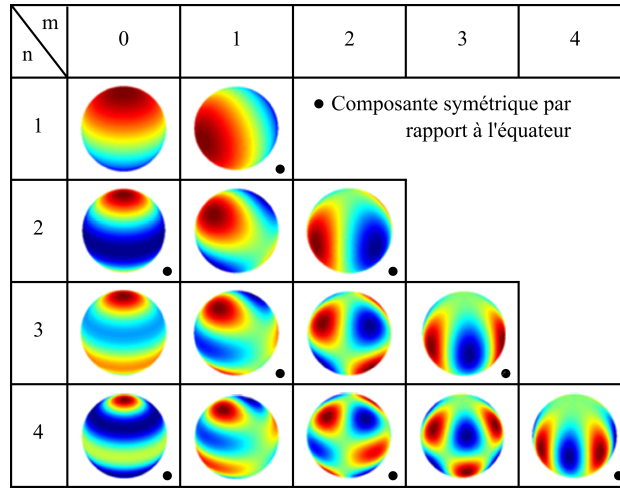 m
n
0 1 2 3 4
1
● Composante symétrique par
rapport à l'équateur
2
3
4